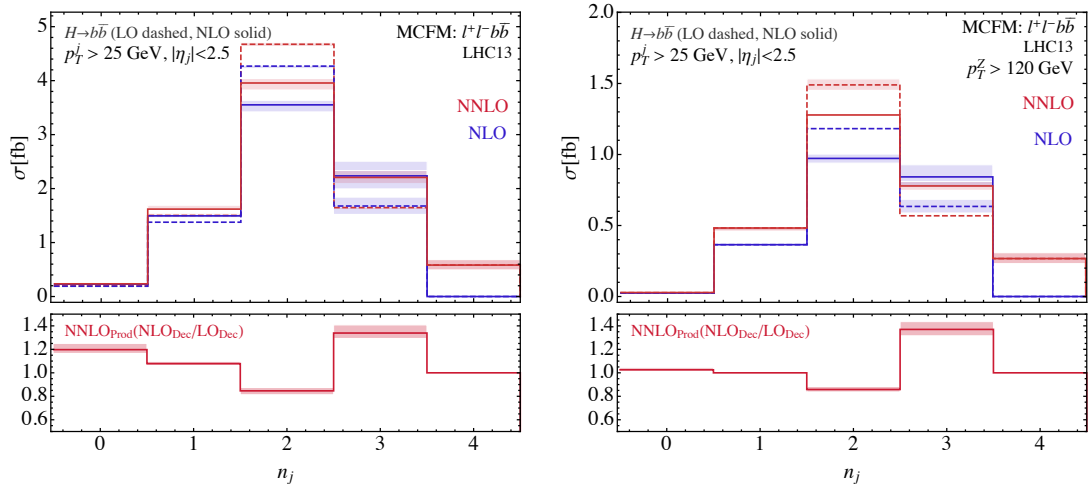 H→bb̄ (LO dashed, NLO solid)
p_T^j > 25 GeV, |η_j|<2.5
MCFM: l⁺l⁻bb̄
LHC13
NNLO
NLO
σ[fb]
5
4
3
2
1
0
NNLO_Prod(NLO_Dec/LO_Dec)
1.4
1.2
1.0
0.8
0.6
0 1 2 3 4
n_j
H→bb̄ (LO dashed, NLO solid)
p_T^j > 25 GeV, |η_j|<2.5
MCFM: l⁺l⁻bb̄
LHC13
p_T^Z > 120 GeV
NNLO
NLO
σ[fb]
2.0
1.5
1.0
0.5
0.0
NNLO_Prod(NLO_Dec/LO_Dec)
1.4
1.2
1.0
0.8
0.6
0 1 2 3 4
n_j